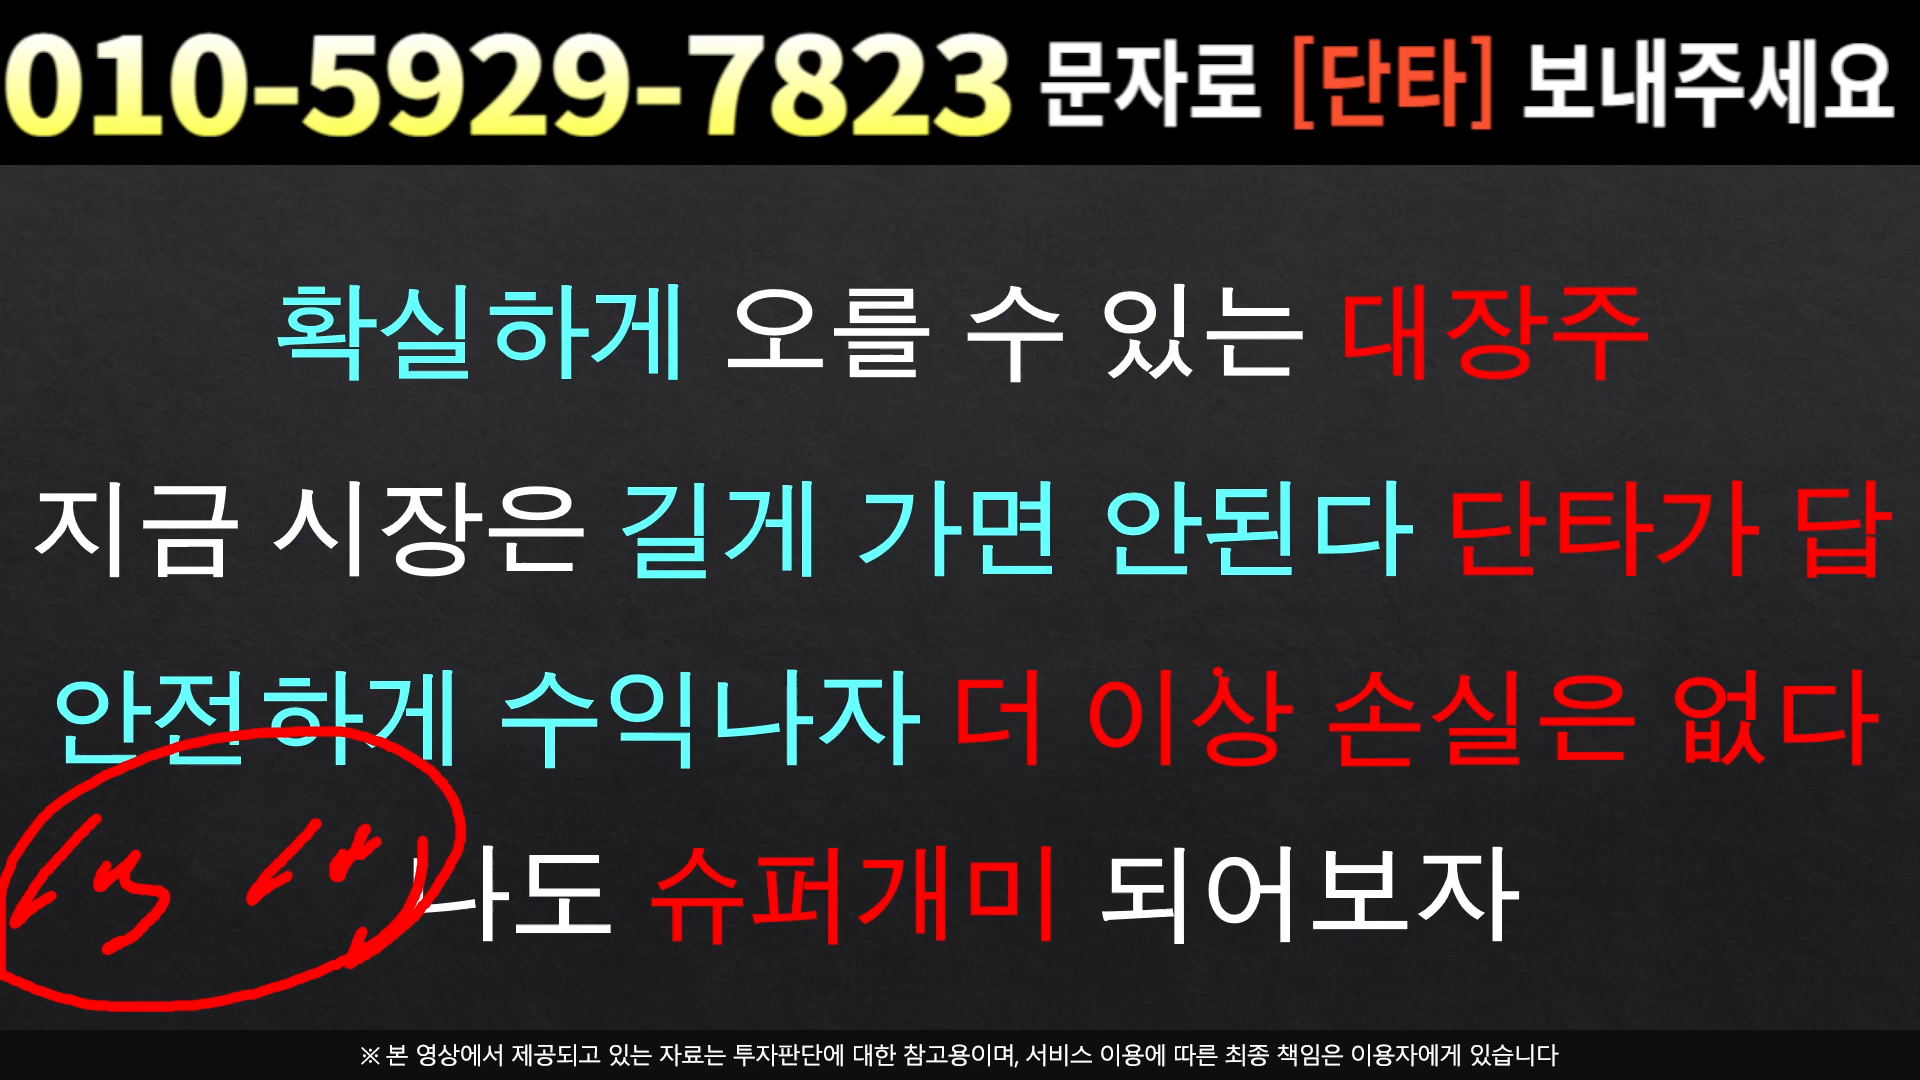 010-5929-7823 문자로 [단타] 보내주세요
확실하게 오를 수 있는 대장주
지금 시장은 길게 가면 안된다 단타가 답
안전하게 수익나자 더 이상 손실은 없다
나도 슈퍼개미 되어보자
※ 본 영상에서 제공되고 있는 자료는 투자판단에 대한 참고용이며, 서비스 이용에 따른 최종 책임은 이용자에게 있습니다